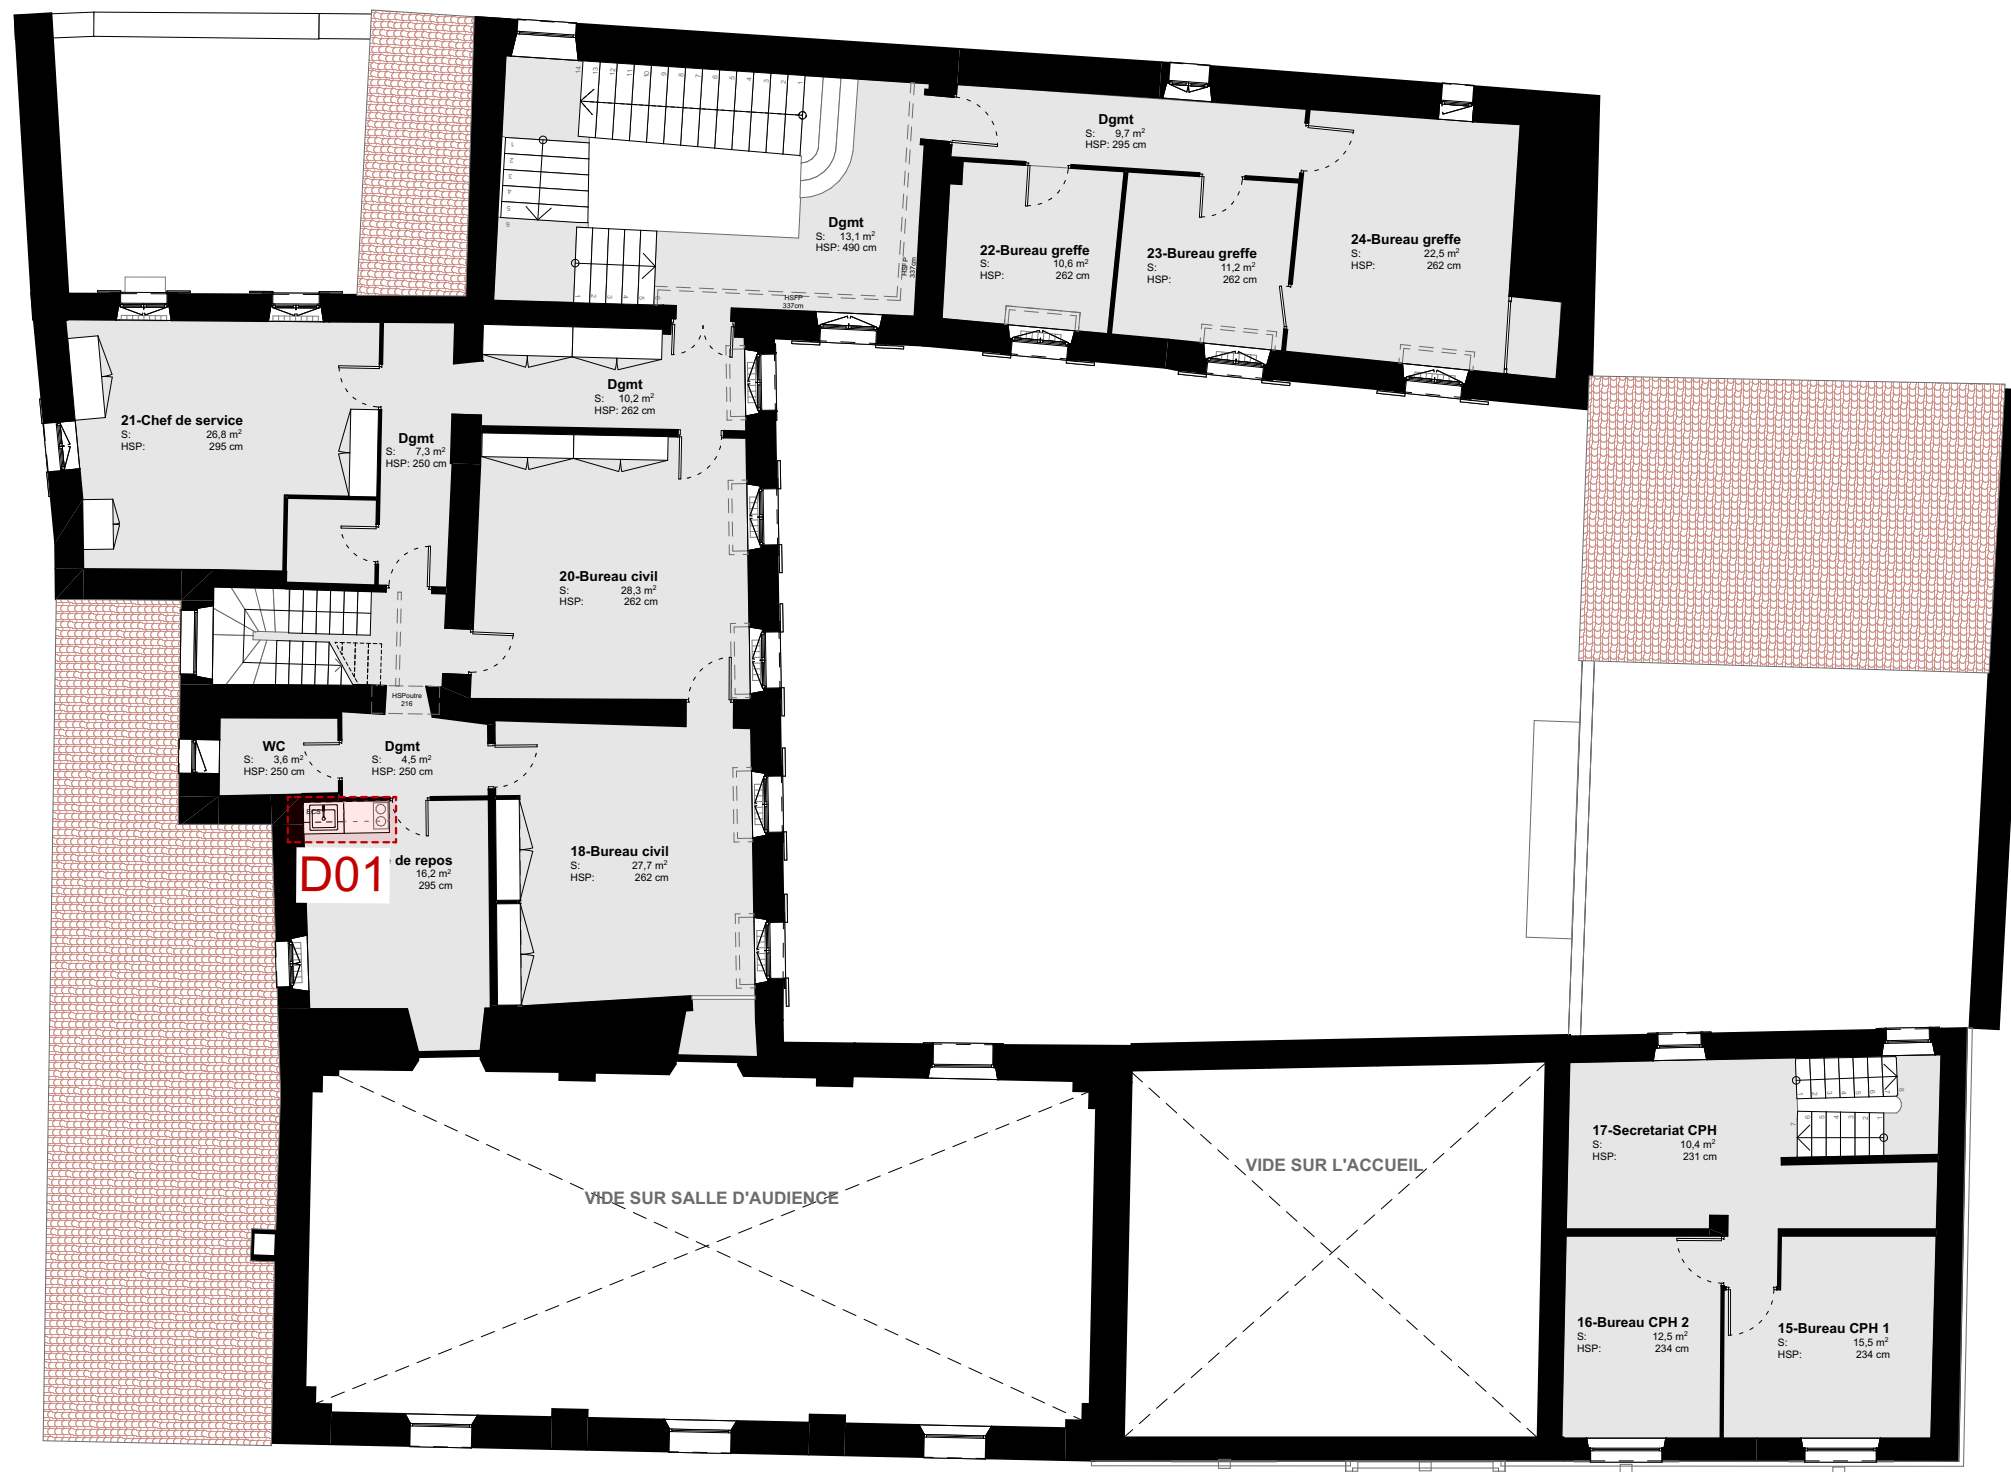 Dgmt
S: 9,7 m²
HSP: 295 cm
Dgmt
S: 13,1 m²
HSP: 490 cm
HSFP
337cm
HSFP
337cm
22-Bureau greffe
S: 10,6 m²
HSP: 262 cm
23-Bureau greffe
S: 11,2 m²
HSP: 262 cm
24-Bureau greffe
S: 22,5 m²
HSP: 262 cm
21-Chef de service
S: 26,8 m²
HSP: 295 cm
Dgmt
S: 7,3 m²
HSP: 250 cm
Dgmt
S: 10,2 m²
HSP: 262 cm
20-Bureau civil
S: 28,3 m²
HSP: 262 cm
HSPoutre
216
WC
S: 3,6 m²
HSP: 250 cm
Dgmt
S: 4,5 m²
HSP: 250 cm
ECS
D01
de repos
16,2 m²
295 cm
18-Bureau civil
S: 27,7 m²
HSP: 262 cm
VIDE SUR SALLE D'AUDIENCE
VIDE SUR L'ACCUEIL
17-Secretariat CPH
S: 10,4 m²
HSP: 231 cm
16-Bureau CPH 2
S: 12,5 m²
HSP: 234 cm
15-Bureau CPH 1
S: 15,5 m²
HSP: 234 cm